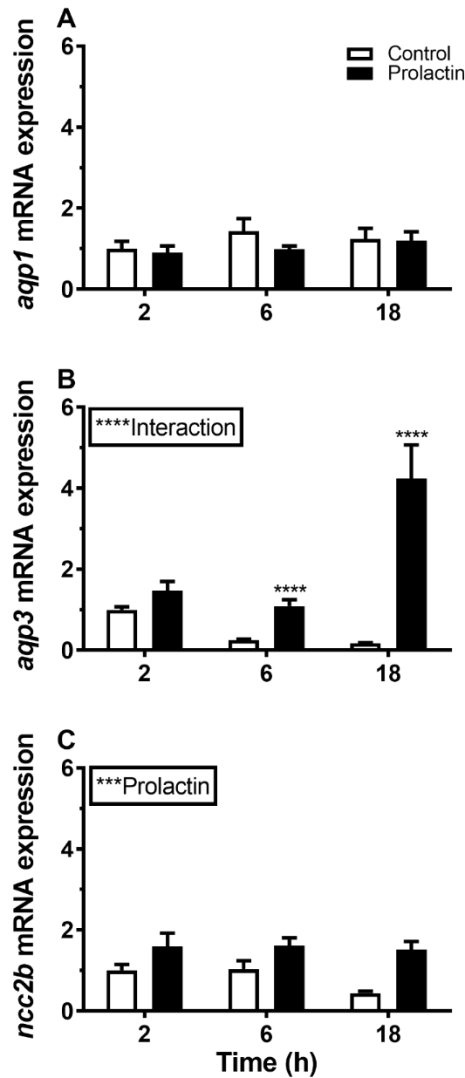 A
aqp1 mRNA expression
6
4
2
0
Control
Prolactin
2 6 18
B
aqp3 mRNA expression
6
4
2
0
****Interaction
****
****
2 6 18
C
ncc2b mRNA expression
6
4
2
0
***Prolactin
2 6 18
Time (h)